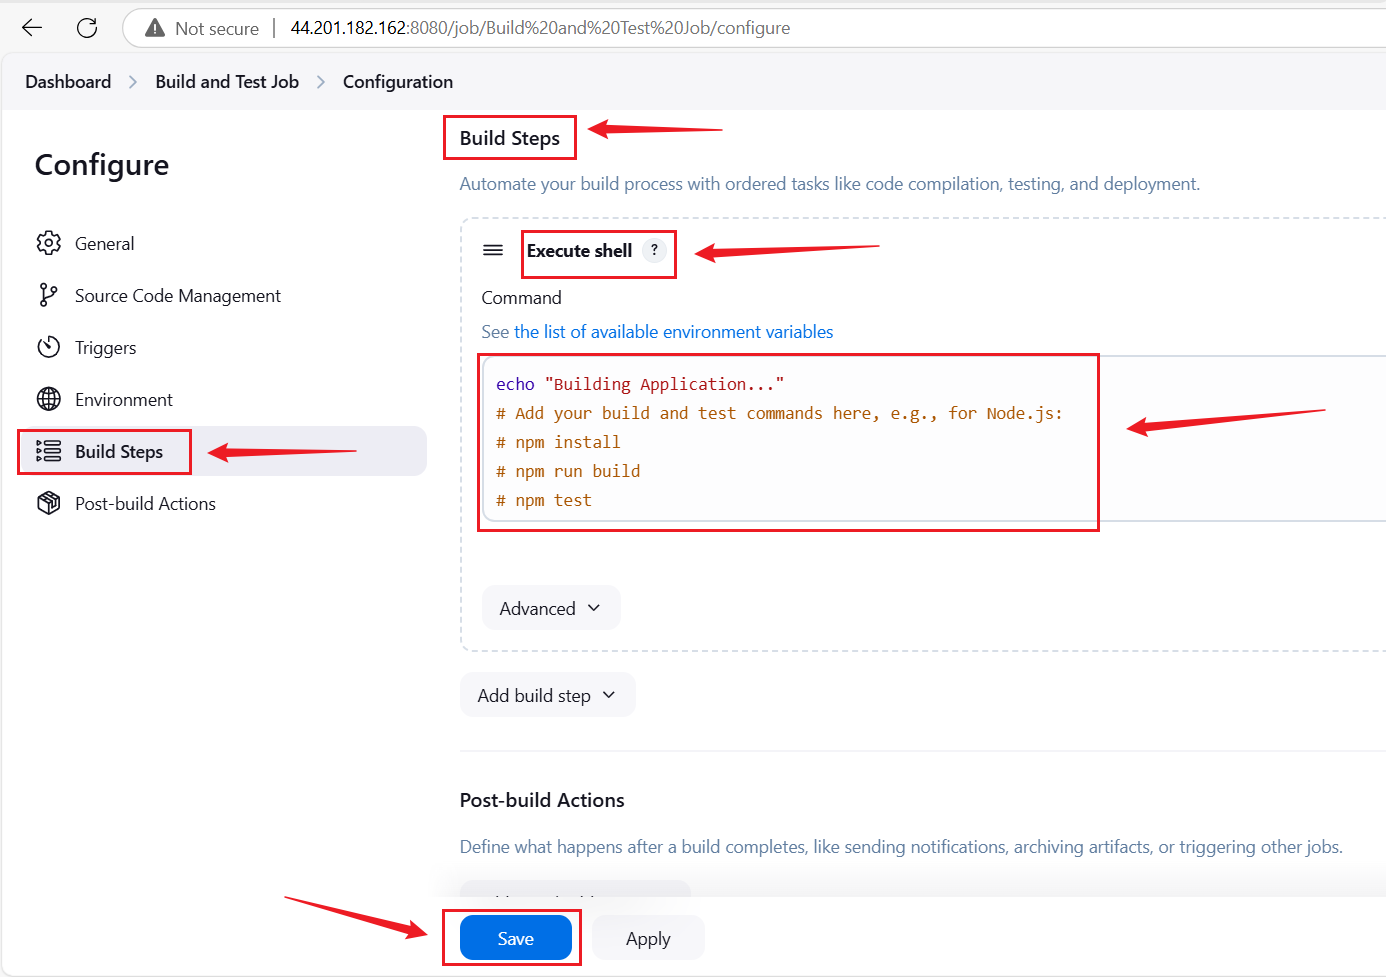 Not secure
44.201.182.162:8080/job/Build%20and%20Test%20Job/configure
Dashboard
Build and Test Job
Configuration
Configure
General
Source Code Management
Triggers
Environment
Build Steps
Post-build Actions
Build Steps
Automate your build process with ordered tasks like code compilation, testing, and deployment.
Execute shell ?
Command
See the list of available environment variables
echo "Building Application..."
# Add your build and test commands here, e.g., for Node.js:
# npm install
# npm run build
# npm test
Advanced
Add build step
Post-build Actions
Define what happens after a build completes, like sending notifications, archiving artifacts, or triggering other jobs.
Save
Apply